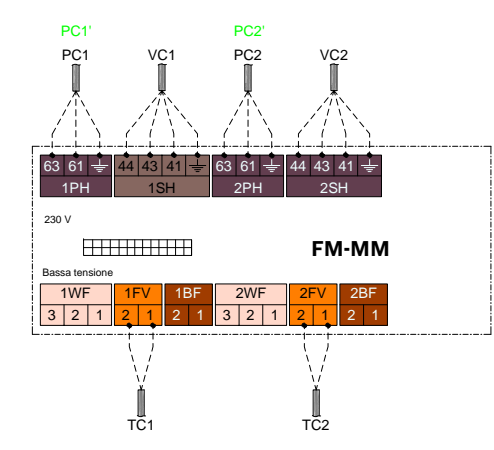 PC1' PC2'
PC1 VC1 PC2 VC2
63 61 44 43 41 63 61 44 43 41
1PH 1SH 2PH 2SH
230 V
FM-MM
Bassa tensione
1WF 1FV 1BF 2WF 2FV 2BF
3 2 1 2 1 2 1 3 2 1 2 1 2 1
TC1 TC2